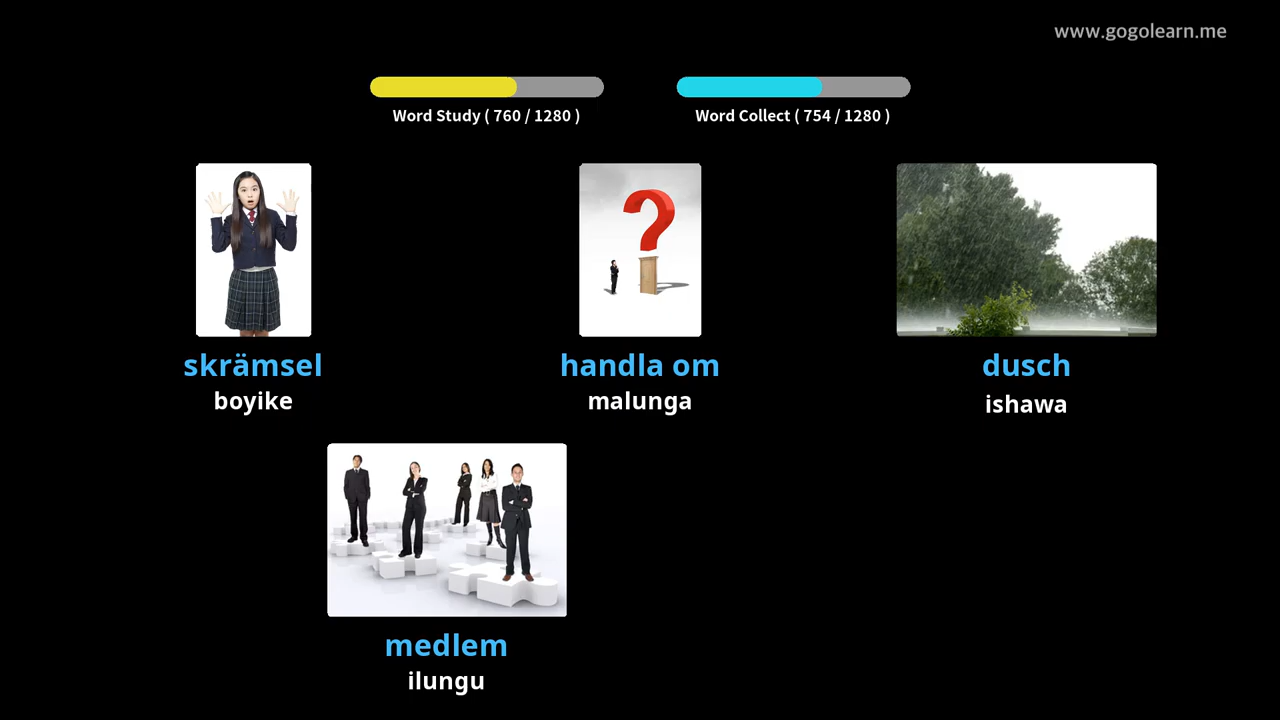 www.gogolearn.me
Word Study ( 760 / 1280 )
Word Collect ( 754 / 1280 )
skrämsel
boyike
handla om
malunga
dusch
ishawa
medlem
ilungu